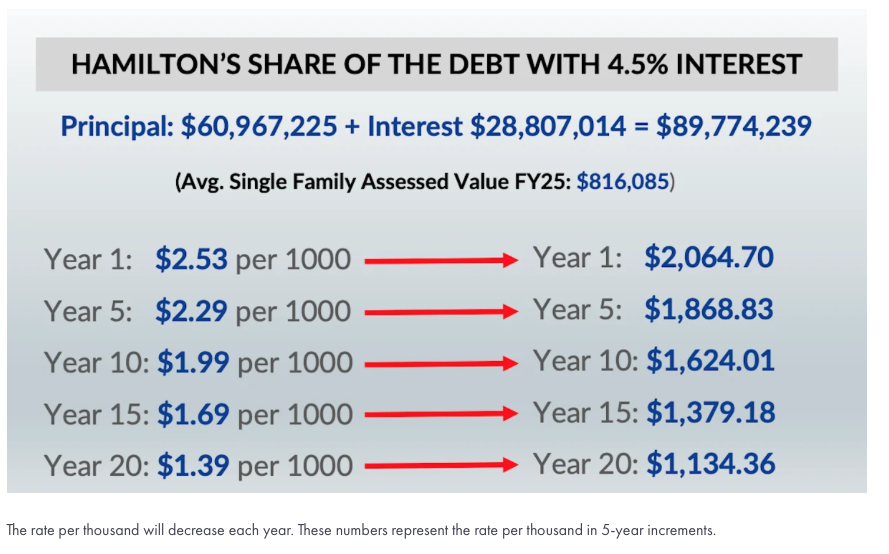 HAMILTON'S SHARE OF THE DEBT WITH 4.5% INTEREST
Principal: $60,967,225 + Interest $28,807,014 = $89,774,239
(Avg. Single Family Assessed Value FY25: $816,085)
Year 1: $2.53 per 1000 Year 1: $2,064.70
Year 5: $2.29 per 1000 Year 5: $1,868.83
Year 10: $1.99 per 1000 Year 10: $1,624.01
Year 15: $1.69 per 1000 Year 15: $1,379.18
Year 20: $1.39 per 1000 Year 20: $1,134.36
The rate per thousand will decrease each year. These numbers represent the rate per thousand in 5-year increments.